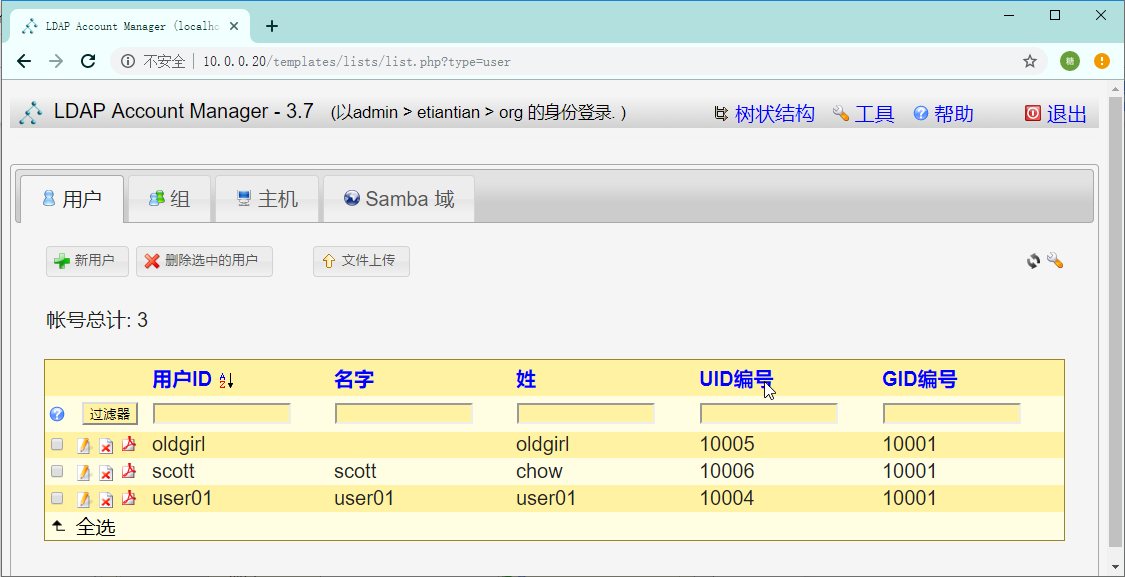 LDAP Account Manager (localho
不安全 10.0.0.20/templates/lists/list.php?type=user
LDAP Account Manager - 3.7 (以admin > etiantian > org 的身份登录. ) 树状结构 工具 帮助 退出
用户 组 主机 Samba 域
新用户 删除选中的用户 文件上传
帐号总计: 3
用户ID 名字 姓 UID编号 GID编号
过滤器
oldgirl oldgirl 10005 10001
scott scott chow 10006 10001
user01 user01 user01 10004 10001
全选